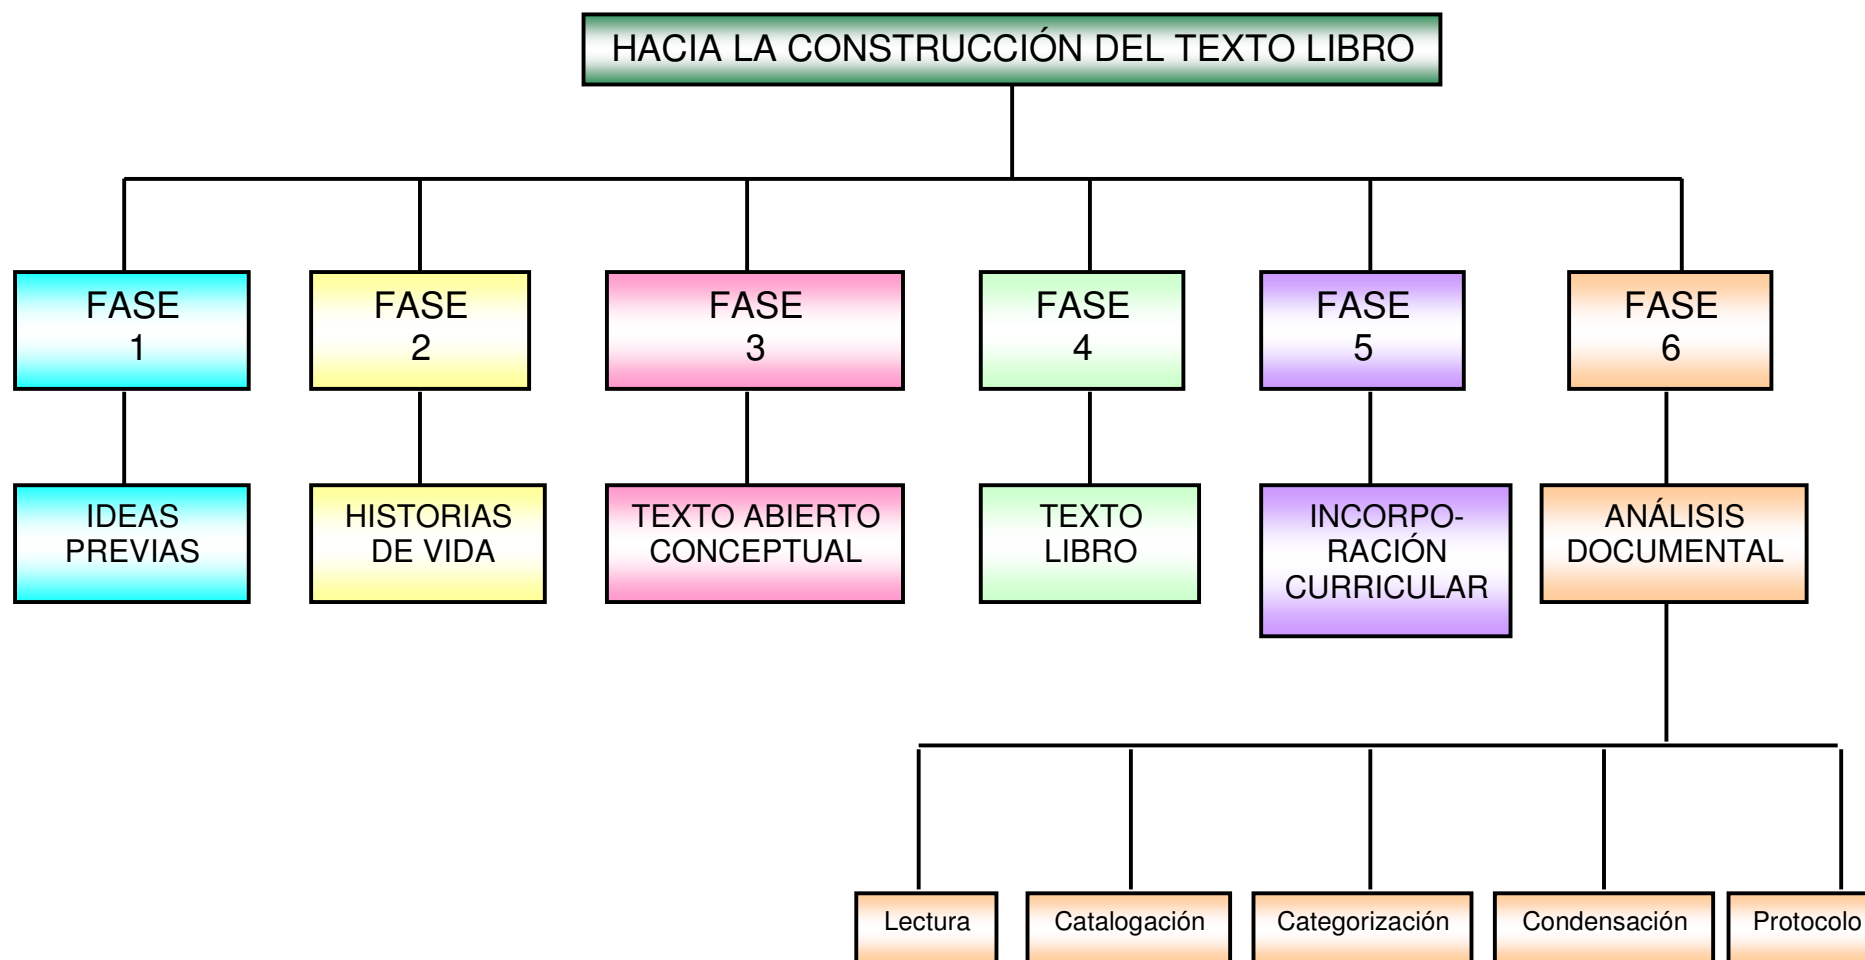 HACIA LA CONSTRUCCIÓN DEL TEXTO LIBRO
FASE
1
FASE
2
FASE
3
FASE
4
FASE
5
FASE
6
IDEAS
PREVIAS
HISTORIAS
DE VIDA
TEXTO ABIERTO
CONCEPTUAL
TEXTO
LIBRO
INCORPO-
RACIÓN
CURRICULAR
ANÁLISIS
DOCUMENTAL
Lectura
Catalogación
Categorización
Condensación
Protocolo